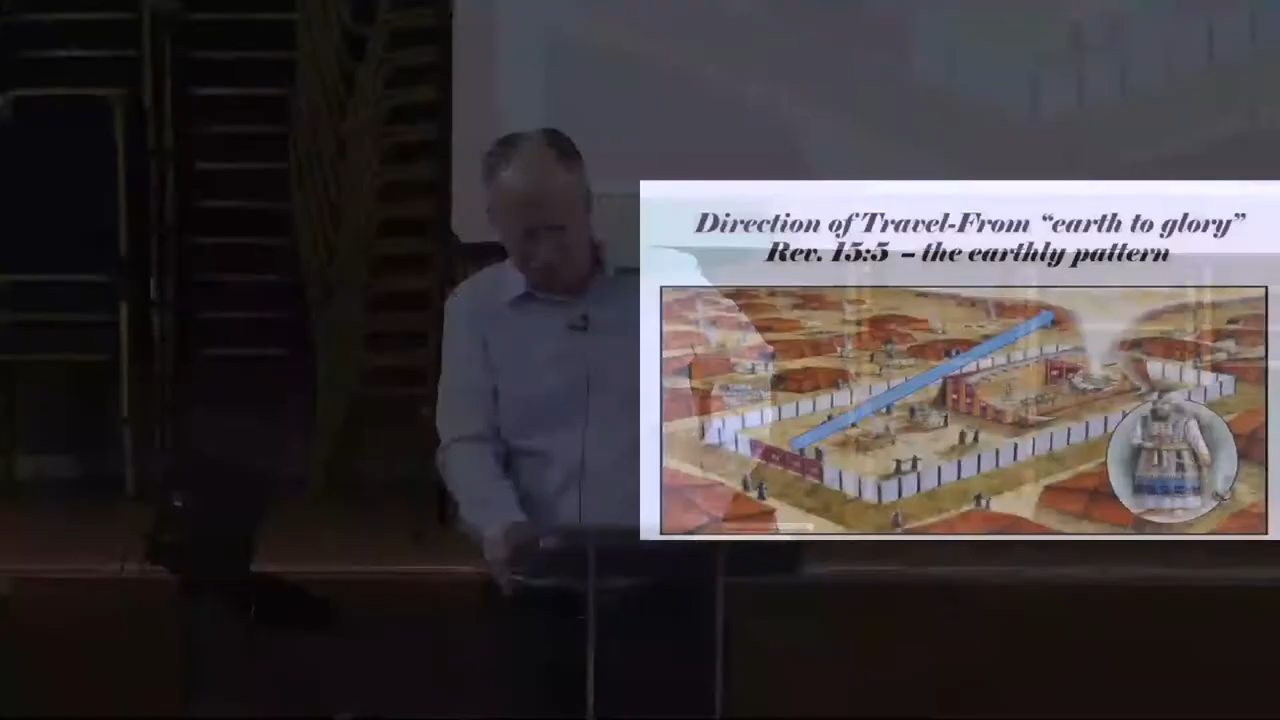 Direction of Travel-From “earth to glory”
Rev. 15:5 – the earthly pattern